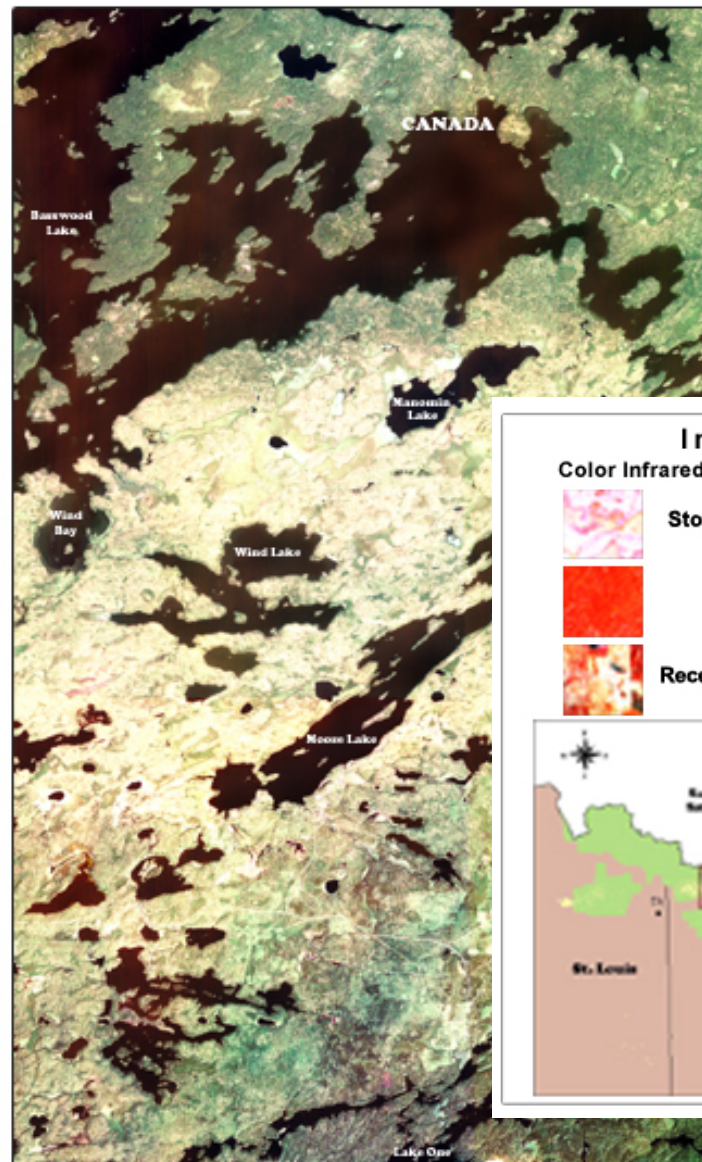 CANADA
Basswood
Lake
Manomin
Lake
Color Infrared
Wind
Bay
Wind Lake
Moose Lake
St. Louis
Lake One